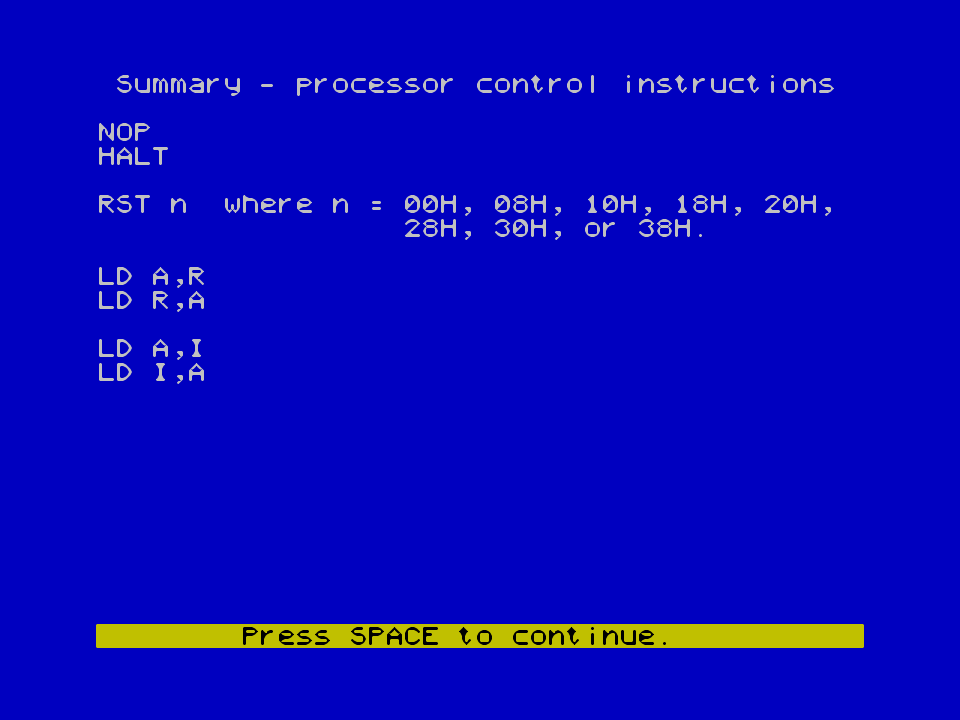 Summary - processor control instructions
NOP
HALT
RST n  where n = 00H, 08H, 10H, 18H, 20H,
28H, 30H, or 38H.
LD A,R
LD R,A
LD A,I
LD I,A
Press SPACE to continue.